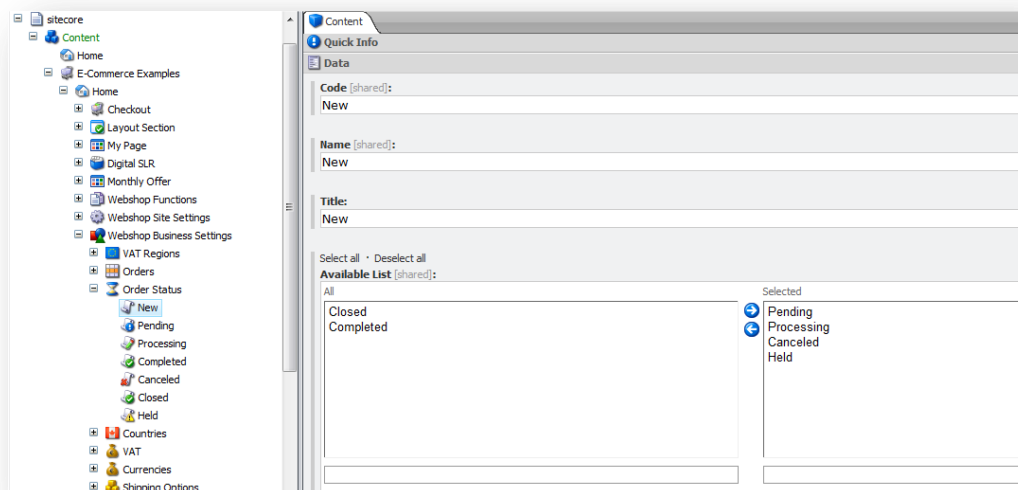 sitecore
Content
Home
E-Commerce Examples
Home
Checkout
Layout Section
My Page
Digital SLR
Monthly Offer
Webshop Functions
Webshop Site Settings
Webshop Business Settings
VAT Regions
Orders
Order Status
New
Pending
Processing
Completed
Canceled
Closed
Held
Countries
VAT
Currencies
Shipping Options
Content
Quick Info
Data
Code [shared]:
New
Name [shared]:
New
Title:
New
Select all · Deselect all
Available List [shared]:
All
Closed
Completed
Selected
Pending
Processing
Canceled
Held